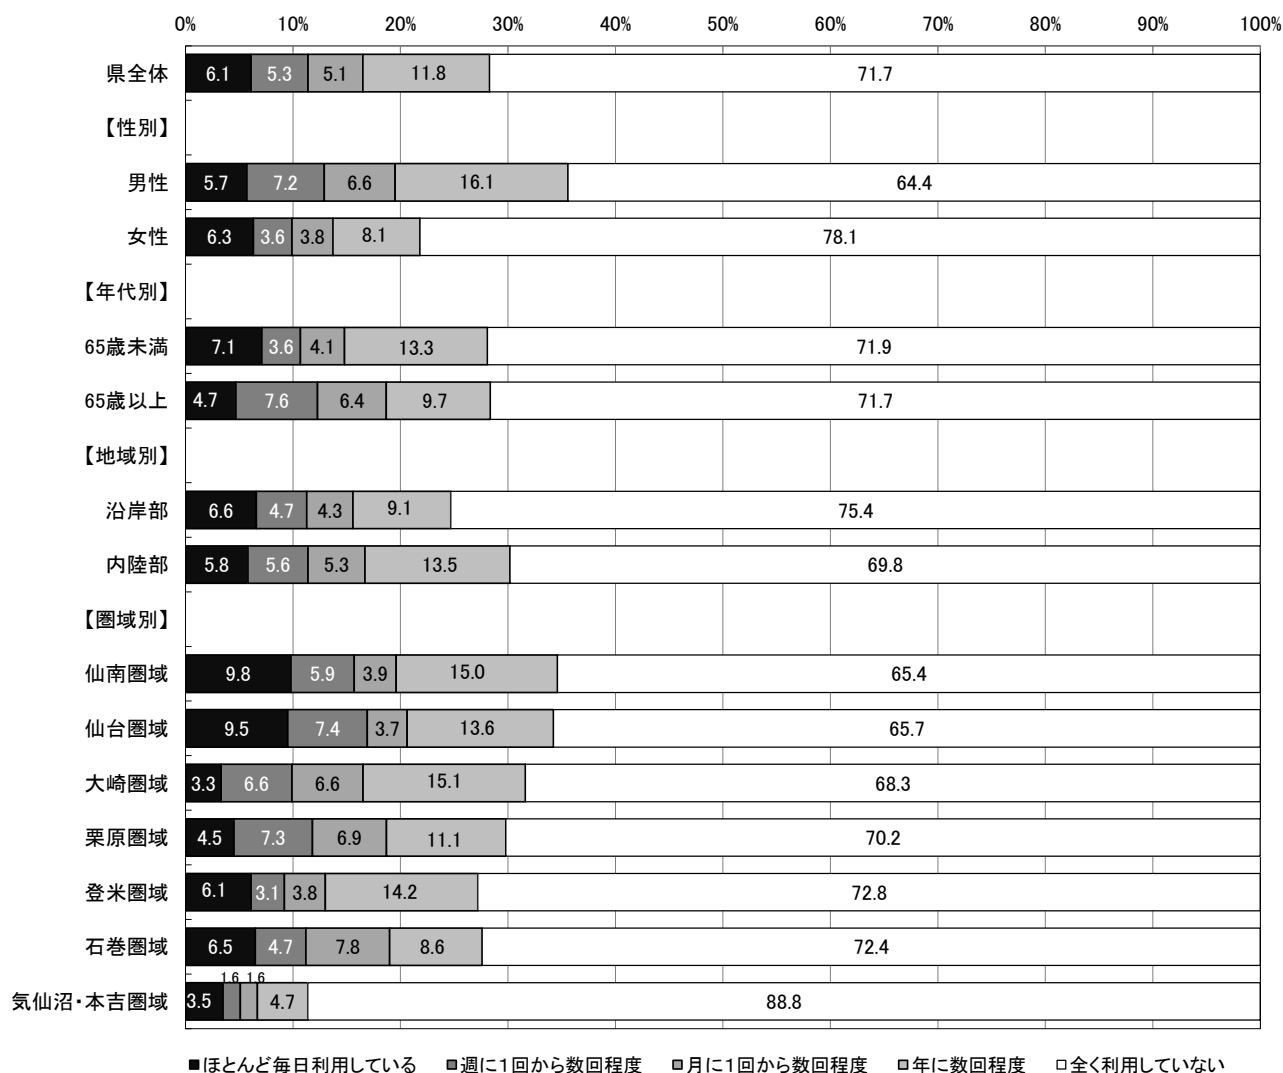 0% 10% 20% 30% 40% 50% 60% 70% 80% 90% 100%
県全体 6.1 5.3 5.1 11.8 71.7
【性別】
男性 5.7 7.2 6.6 16.1 64.4
女性 6.3 3.6 3.8 8.1 78.1
【年代別】
65歳未満 7.1 3.6 4.1 13.3 71.9
65歳以上 4.7 7.6 6.4 9.7 71.7
【地域別】
沿岸部 6.6 4.7 4.3 9.1 75.4
内陸部 5.8 5.6 5.3 13.5 69.8
【圏域別】
仙南圏域 9.8 5.9 3.9 15.0 65.4
仙台圏域 9.5 7.4 3.7 13.6 65.7
大崎圏域 3.3 6.6 6.6 15.1 68.3
栗原圏域 4.5 7.3 6.9 11.1 70.2
登米圏域 6.1 3.1 3.8 14.2 72.8
石巻圏域 6.5 4.7 7.8 8.6 72.4
気仙沼・本吉圏域 3.5 1.6 1.6 4.7 88.8
ほとんど毎日利用している 週に1回から数回程度 月に1回から数回程度 年に数回程度 全く利用していない